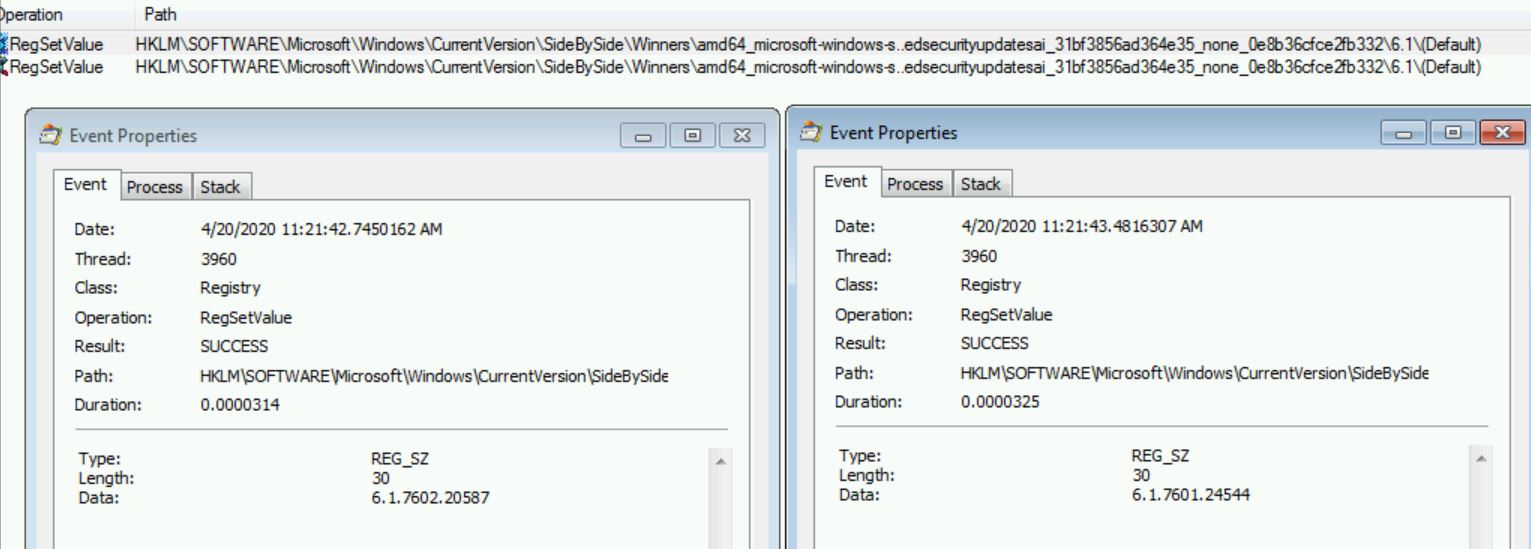 Operation Path
RegSetValue HKLM\SOFTWARE\Microsoft\Windows\CurrentVersion\SideBySide\Winners\amd64_microsoft-windows-s..edsecurityupdatesai_31bf3856ad364e35_none_0e8b36cfce2fb332\6.1\(Default)
RegSetValue HKLM\SOFTWARE\Microsoft\Windows\CurrentVersion\SideBySide\Winners\amd64_microsoft-windows-s..edsecurityupdatesai_31bf3856ad364e35_none_0e8b36cfce2fb332\6.1\(Default)
Event Properties
Event Process Stack
Date: 4/20/2020 11:21:42.7450162 AM
Thread: 3960
Class: Registry
Operation: RegSetValue
Result: SUCCESS
Path: HKLM\SOFTWARE\Microsoft\Windows\CurrentVersion\SideBySide
Duration: 0.0000314
Type: REG_SZ
Length: 30
Data: 6.1.7602.20587
Event Properties
Event Process Stack
Date: 4/20/2020 11:21:43.4816307 AM
Thread: 3960
Class: Registry
Operation: RegSetValue
Result: SUCCESS
Path: HKLM\SOFTWARE\Microsoft\Windows\CurrentVersion\SideBySide
Duration: 0.0000325
Type: REG_SZ
Length: 30
Data: 6.1.7601.24544